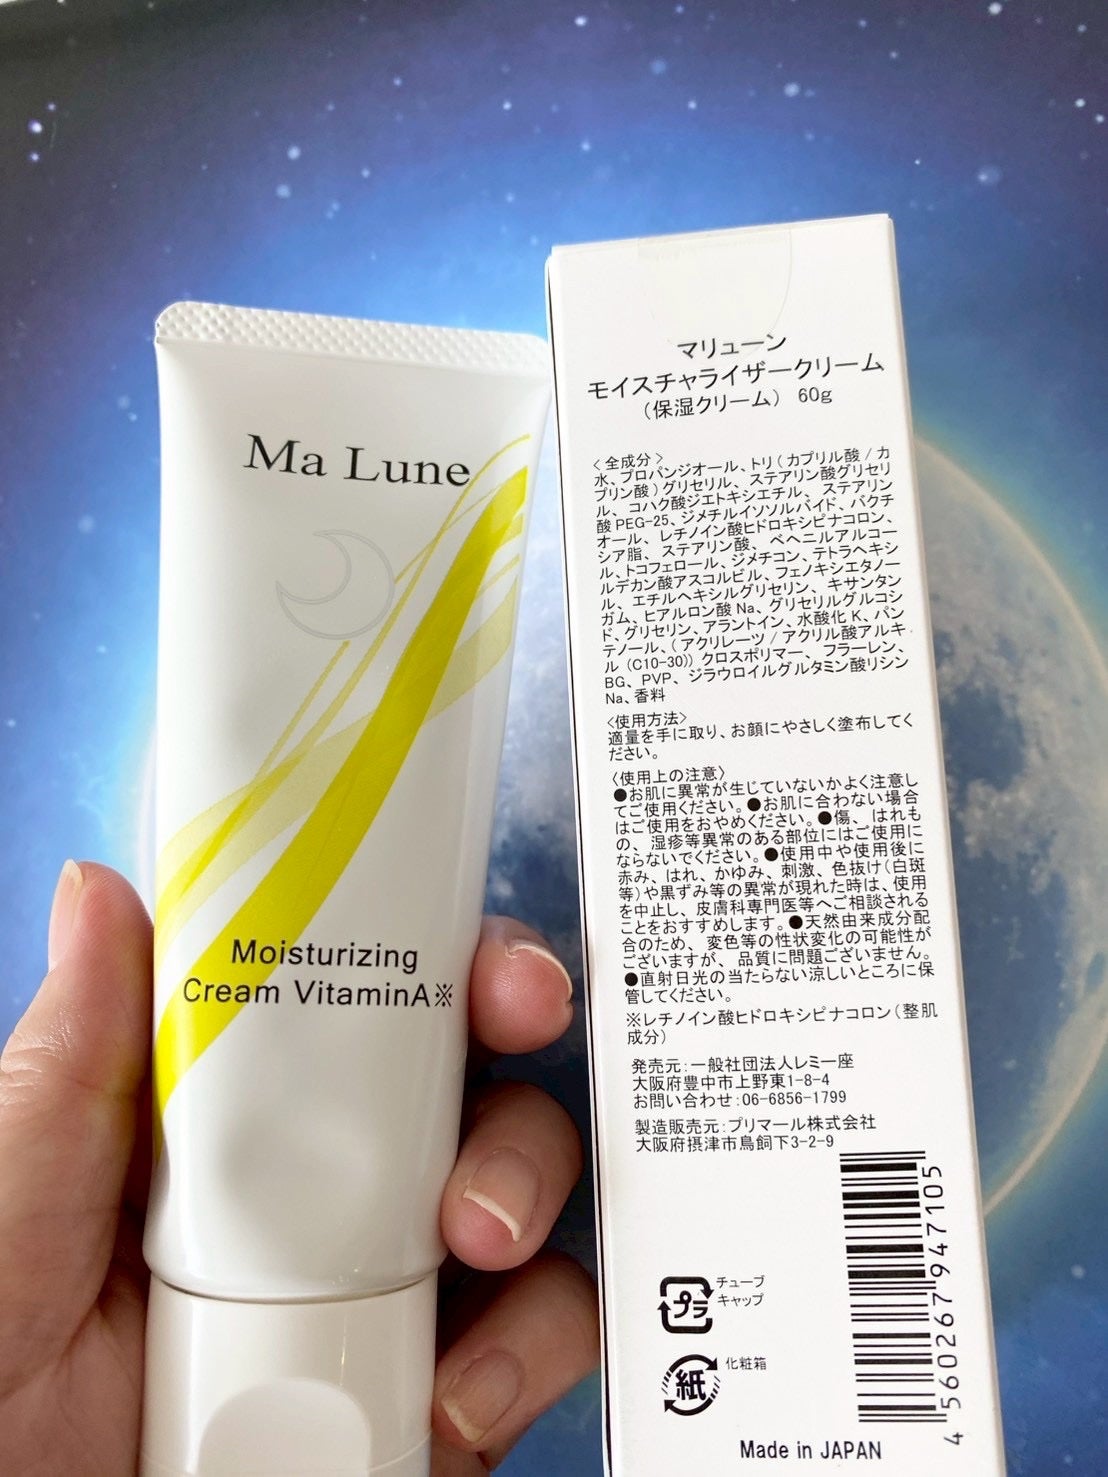 Ma Lune
Moisturizing
Cream VitaminA※
マリューン
モイスチャライザークリーム
(保湿クリーム) 60g
<全成分>
水、プロパンジオール、トリ(カプリル酸/カ
プリン酸)グリセリル、ステアリン酸グリセリ
ル、コハク酸ジエトキシエチル、ステアリン
酸PEG-25、ジメチルイソソルバイド、バクチ
オール、レチノイン酸ヒドロキシピナコロン、
シア脂、ステアリン酸、ベヘニルアルコー
ル、トコフェロール、ジメチコン、テトラヘキシ
ルデカン酸アスコルビル、フェノキシエタノー
ル、エチルヘキシルグリセリン、キサンタン
ガム、ヒアルロン酸Na、グリセリルグルコシ
ド、グリセリン、アラントイン、水酸化K、パン
テノール、(アクリレーツ/アクリル酸アルキ
ル(C10-30))クロスポリマー、フラーレン、
BG、PVP、ジラウロイルグルタミン酸リシン
Na、香料
<使用方法>
適量を手に取り、お顔にやさしく塗布してく
ださい。
<使用上の注意>
●お肌に異常が生じていないかよく注意し
てご使用ください。●お肌に合わない場合
はご使用をおやめください。●傷、はれも
の、湿疹等異常のある部位にはご使用に
ならないでください。●使用中や使用後に
赤み、はれ、かゆみ、刺激、色抜け(白斑
等)や黒ずみ等の異常が現れた時は、使用
を中止し、皮膚科専門医等へご相談される
ことをおすすめします。●天然由来成分配
合のため、変色等の性状変化の可能性が
ございますが、品質に問題ございません。
●直射日光の当たらない涼しいところに保
管してください。
※レチノイン酸ヒドロキシピナコロン(整肌
成分)
発売元:一般社団法人レミー座
大阪府豊中市上野東1-8-4
お問い合わせ:06-6856-1799
製造販売元:プリマール株式会社
大阪府摂津市鳥飼下3-2-9
プラ
チューブ
キャップ
紙
化粧箱
4560267947105
Made in JAPAN